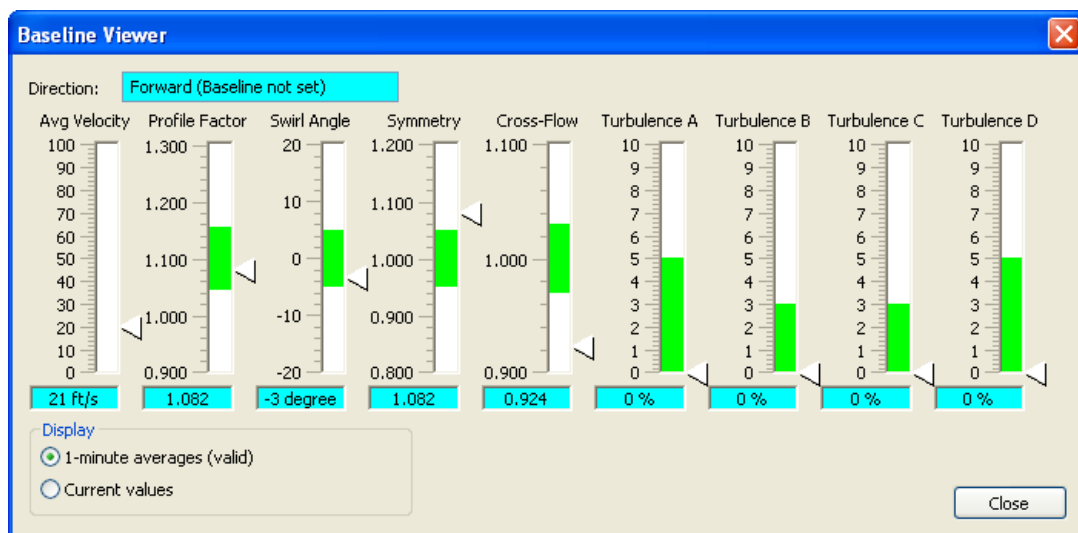 Baseline Viewer
Direction: Forward (Baseline not set)
Avg Velocity Profile Factor Swirl Angle Symmetry Cross-Flow Turbulence A Turbulence B Turbulence C Turbulence D
100 1.300 20 1.200 1.100 10 10 10 10
90 9 9 9 9
80 8 8 8 8
70 1.200 10 1.100 7 7 7 7
60 6 6 6 6
50 1.100 0 1.000 1.000 5 5 5 5
40 4 4 4 4
30 3 3 3 3
20 1.000 -10 0.900 2 2 2 2
10 1 1 1 1
0 0.900 -20 0.800 0.900 0 0 0 0
21 ft/s 1.082 -3 degree 1.082 0.924 0 % 0 % 0 % 0 %
Display
1-minute averages (valid)
Current values
Close